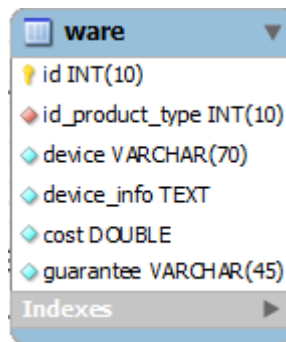 ware
id INT(10)
id_product_type INT(10)
device VARCHAR(70)
device_info TEXT
cost DOUBLE
guarantee VARCHAR(45)
Indexes